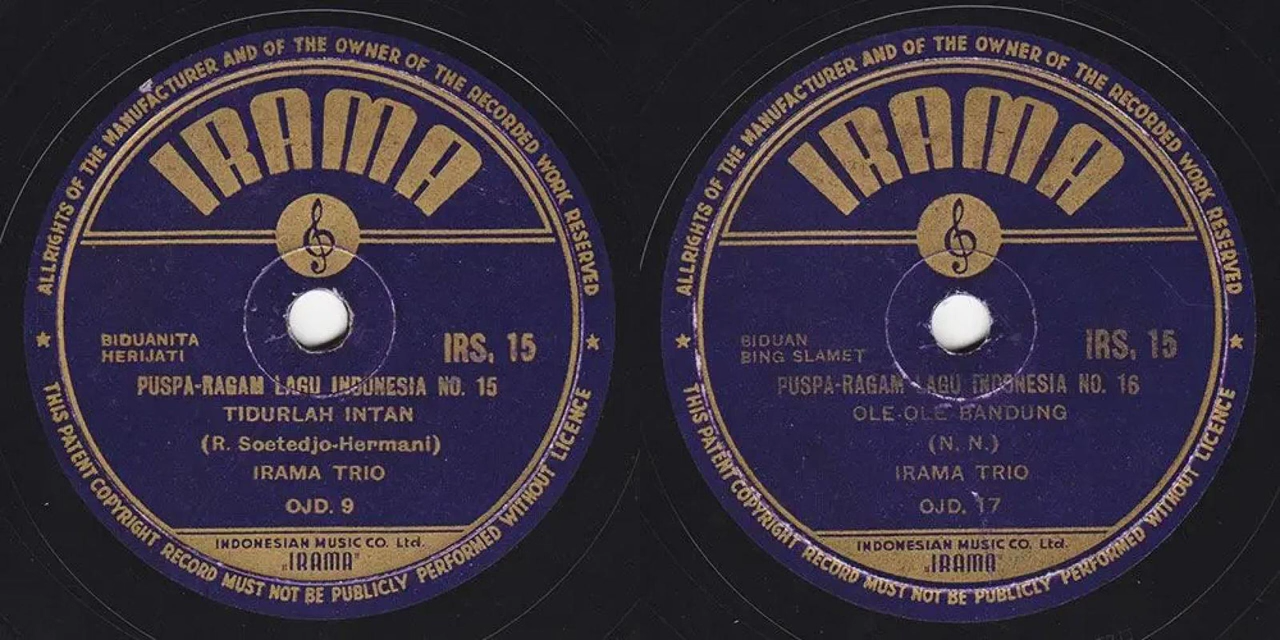 ALLRIGHTS OF THE MANUFACTURER AND OF THE OWNER OF THE RECORDED WORK RESERVED
IRAMA
BIDUANITA
HERIJATI
IRS. 15
PUSPA-RAGAM LAGU INDONESIA NO. 15
TIDURLAH INTAN
(R. Soetedjo-Hermani)
IRAMA TRIO
OJD. 9
INDONESIAN MUSIC CO. Ltd.
„IRAMA"
THIS PATENT COPYRIGHT RECORD MUST NOT BE PUBLICLY PERFORMED WITHOUT LICENCE
ALLRIGHTS OF THE MANUFACTURER AND OF THE OWNER OF THE RECORDED WORK RESERVED
IRAMA
BIDUAN
BING SLAMET
IRS. 15
PUSPA-RAGAM LAGU INDONESIA NO. 16
OLE-OLE BANDUNG
(N. N.)
IRAMA TRIO
OJD. 17
INDONESIAN MUSIC CO. Ltd.
„IRAMA"
THIS PATENT COPYRIGHT RECORD MUST NOT BE PUBLICLY PERFORMED WITHOUT LICENCE